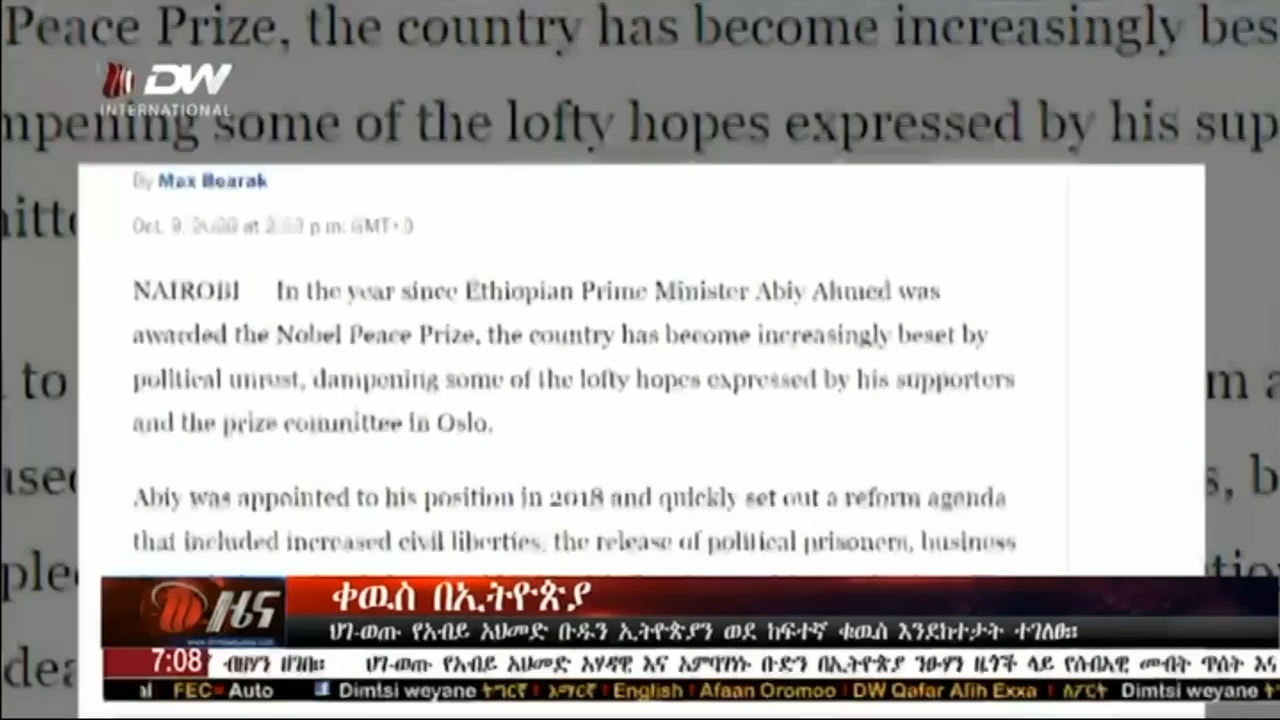 Peace Prize, the country has become increasingly bes
DW
INTERNATIONAL
mpening some of the lofty hopes expressed by his sup
By Max Bearak
NAIROBI In the year since Ethiopian Prime Minister Abiy Ahmed was
awarded the Nobel Peace Prize, the country has become increasingly beset by
political unrest, dampening some of the lofty hopes expressed by his supporters
and the prize committee in Oslo.
Abiy was appointed to his position in 2018 and quickly set out a reform agenda
that included increased civil liberties, the release of political prisoners, business
ዜና
ቀዉስ በኢትዮጵያ
ህገ-ወጡ የአብይ አህመድ ቡዱን ኢትዮጵያን ወደ ከፍተኛ ቁዉስ እንደከተታት ተገለፀ።
7:08 ህገ-ወጡ የአብይ አህመድ አሃዳዊ እና አምባገነኑ ቡድን በኢትዮጵያ ንፁሃን ዜጎች ላይ የሰብአዊ መብት ጥሰት እና
FEC= Auto Dimtsi weyane ትግርኛ ! አማርኛ ! English ! Afaan Oromoo ! DW Qafar Afih Exxa ! Dimtsi weyane